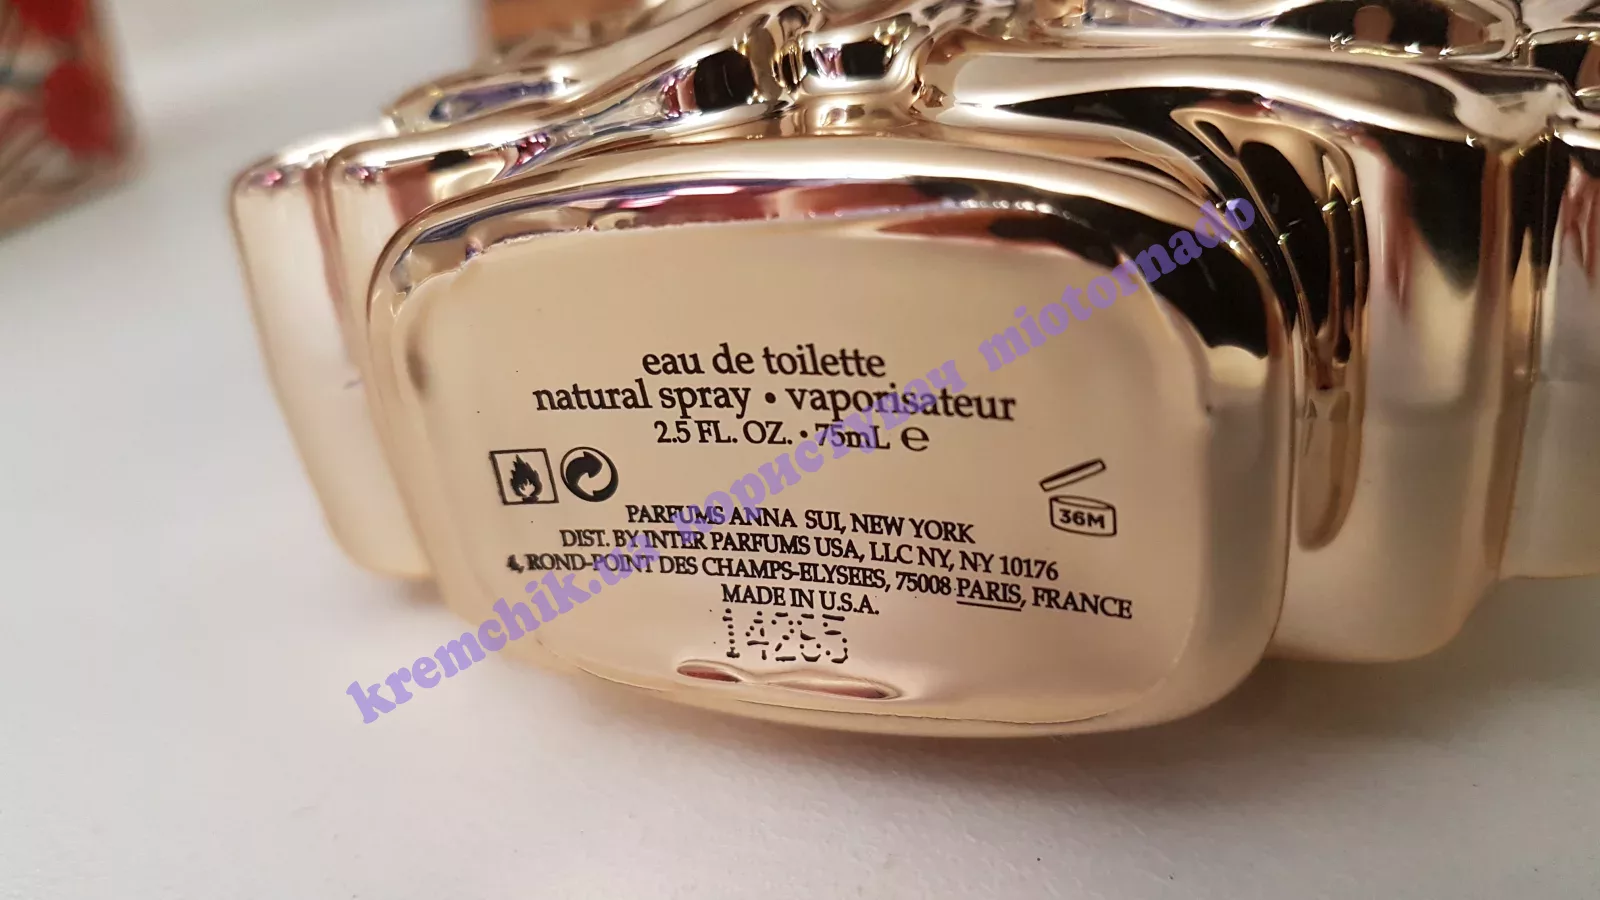 eau de toilette
natural spray • vaporisateur
2.5 FL. OZ. • 75mL ℮
36M
PARFUMS ANNA SUI, NEW YORK
DIST. BY INTER PARFUMS USA, LLC NY, NY 10176
4, ROND-POINT DES CHAMPS-ELYSEES, 75008 PARIS, FRANCE
MADE IN U.S.A.
14255
kremchik.ua користувач miotornado